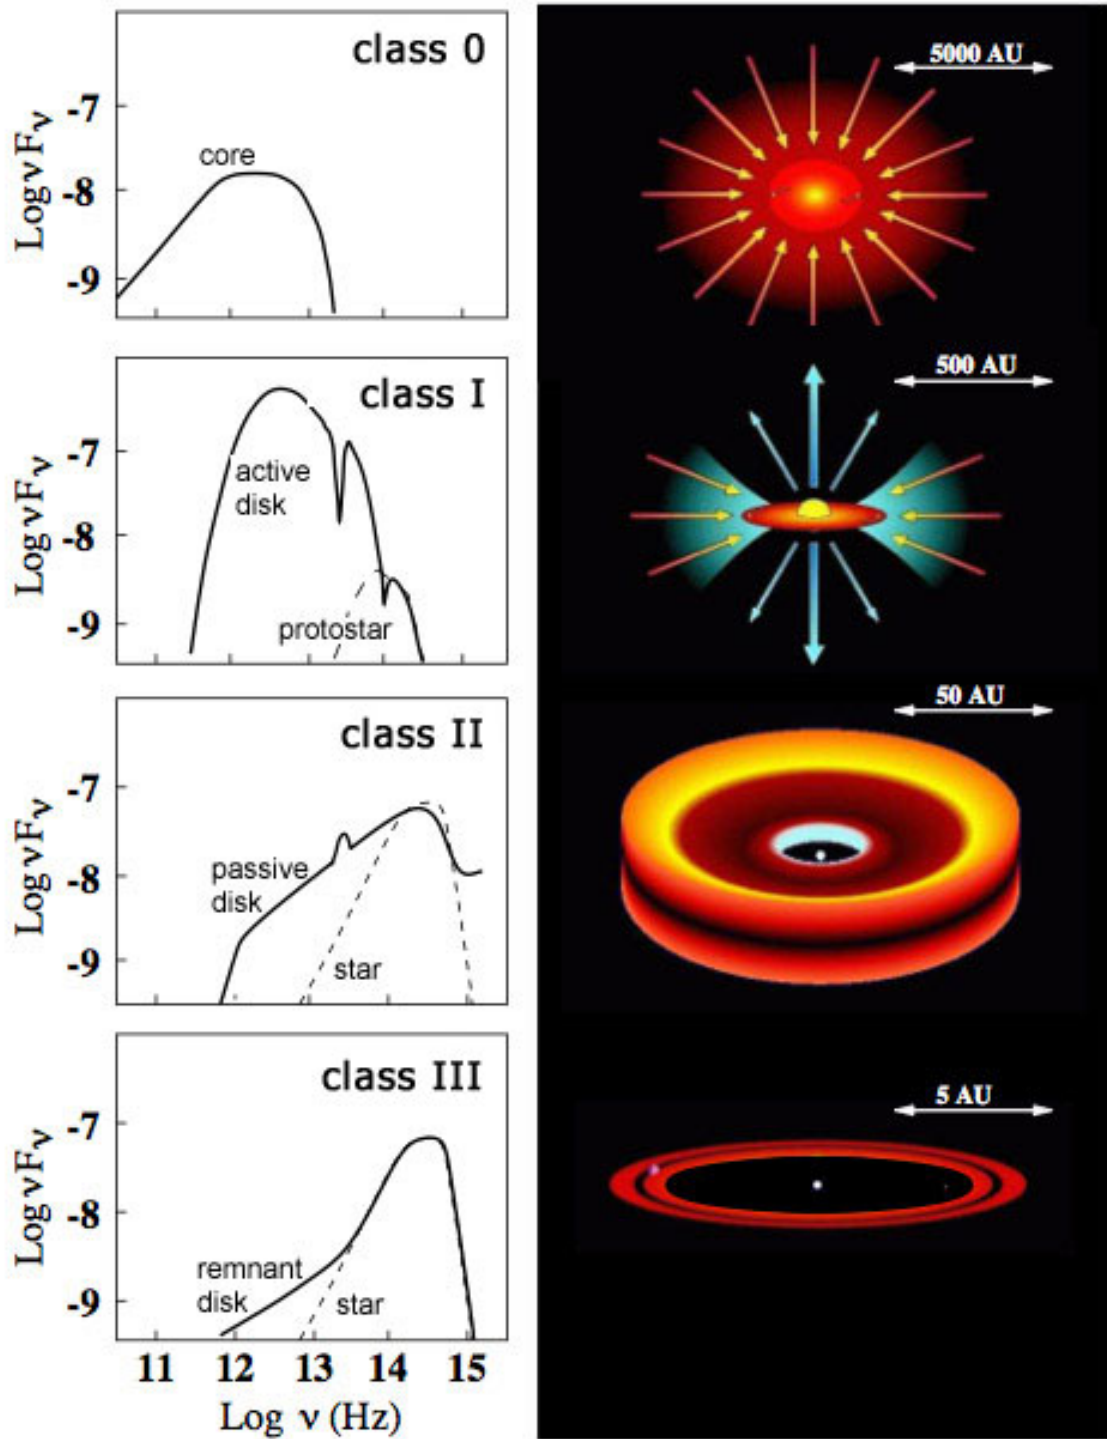 class 0
Log νFν
-7
-8
-9
core
5000 AU
class I
Log νFν
-7
-8
-9
active
disk
protostar
500 AU
class II
Log νFν
-7
-8
-9
passive
disk
star
50 AU
class III
Log νFν
-7
-8
-9
remnant
disk
star
5 AU
11 12 13 14 15
Log ν (Hz)